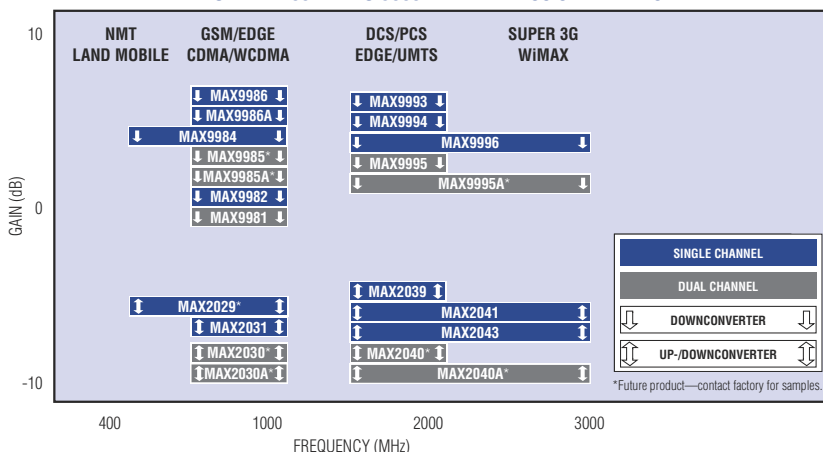 10
NMT
LAND MOBILE
GSM/EDGE
CDMA/WCDMA
DCS/PCS
EDGE/UMTS
SUPER 3G
WiMAX
MAX9986
MAX9986A
MAX9984
MAX9985*
MAX9985A*
MAX9982
MAX9981
MAX9993
MAX9994
MAX9996
MAX9995
MAX9995A*
GAIN (dB)
0
MAX2029*
MAX2031
MAX2030*
MAX2030A*
MAX2039
MAX2041
MAX2043
MAX2040*
MAX2040A*
SINGLE CHANNEL
DUAL CHANNEL
DOWNCONVERTER
UP-/DOWNCONVERTER
*Future product—contact factory for samples.
-10
400
1000
2000
3000
FREQUENCY (MHz)